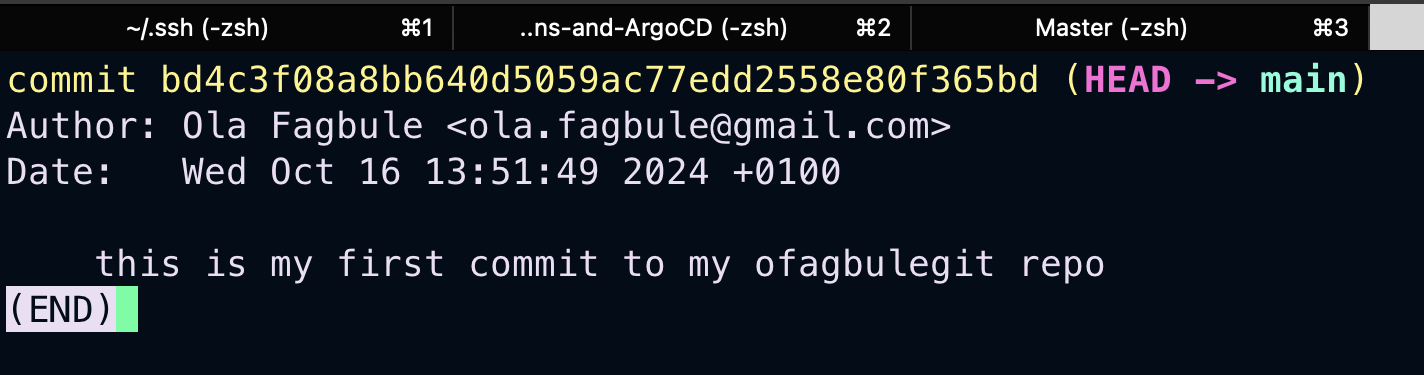 ~/.ssh (-zsh) ⌘1 ..ns-and-ArgoCD (-zsh) ⌘2 Master (-zsh) ⌘3
commit bd4c3f08a8bb640d5059ac77edd2558e80f365bd (HEAD -> main)
Author: Ola Fagbule <ola.fagbule@gmail.com>
Date:   Wed Oct 16 13:51:49 2024 +0100
    this is my first commit to my ofagbulegit repo
(END)